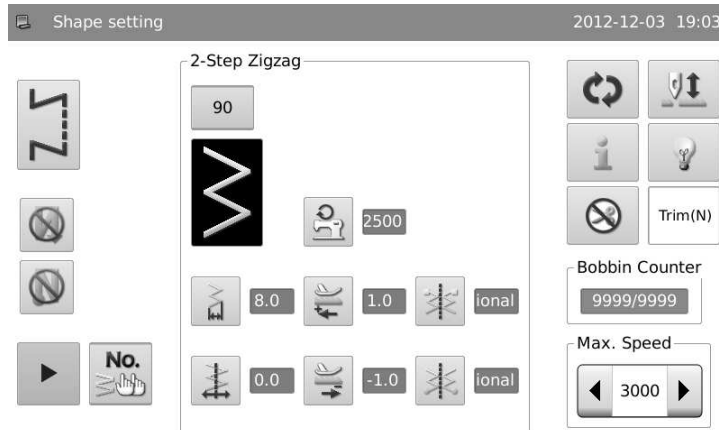 Shape setting 2012-12-03 19:03
2-Step Zigzag
90
2500
Trim(N)
Bobbin Counter
8.0 1.0 ional 9999/9999
Max. Speed
No.
0.0 -1.0 ional 3000